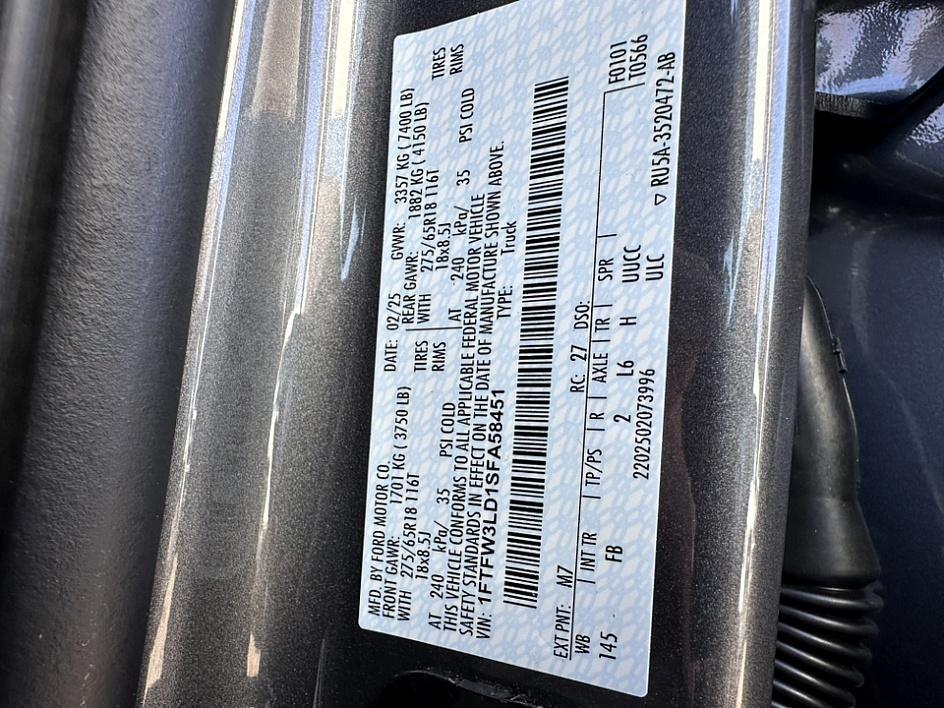 MFD. BY FORD MOTOR CO.
DATE: 02/25 GVWR: 3357 KG ( 7400 LB)
FRONT GAWR: 1701 KG ( 3750 LB) REAR GAWR: 1882 KG ( 4150 LB)
WITH 275/65R18 116T TIRES WITH 275/65R18 116T TIRES
18x8.5J RIMS 18x8.5J RIMS
AT 240 kPa/ 35 PSI COLD AT 240 kPa/ 35 PSI COLD
THIS VEHICLE CONFORMS TO ALL APPLICABLE FEDERAL MOTOR VEHICLE
SAFETY STANDARDS IN EFFECT ON THE DATE OF MANUFACTURE SHOWN ABOVE.
VIN: 1FTFW3LD1SFA58451 TYPE: Truck
EXT PNT: M7 RC: 27 DSO: F0101
WB INT TR TP/PS R AXLE TR SPR T0566
145 FB 2 L6 H UUCC
2202502073996 ULC ▽ RU5A-3520472-AB